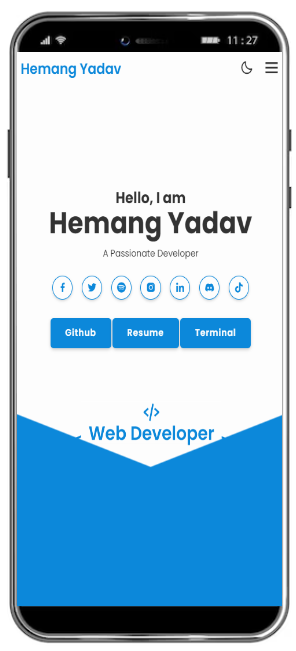 11:27
Hemang Yadav
Hello, I am
Hemang Yadav
A Passionate Developer
Github Resume Terminal
</>
Web Developer